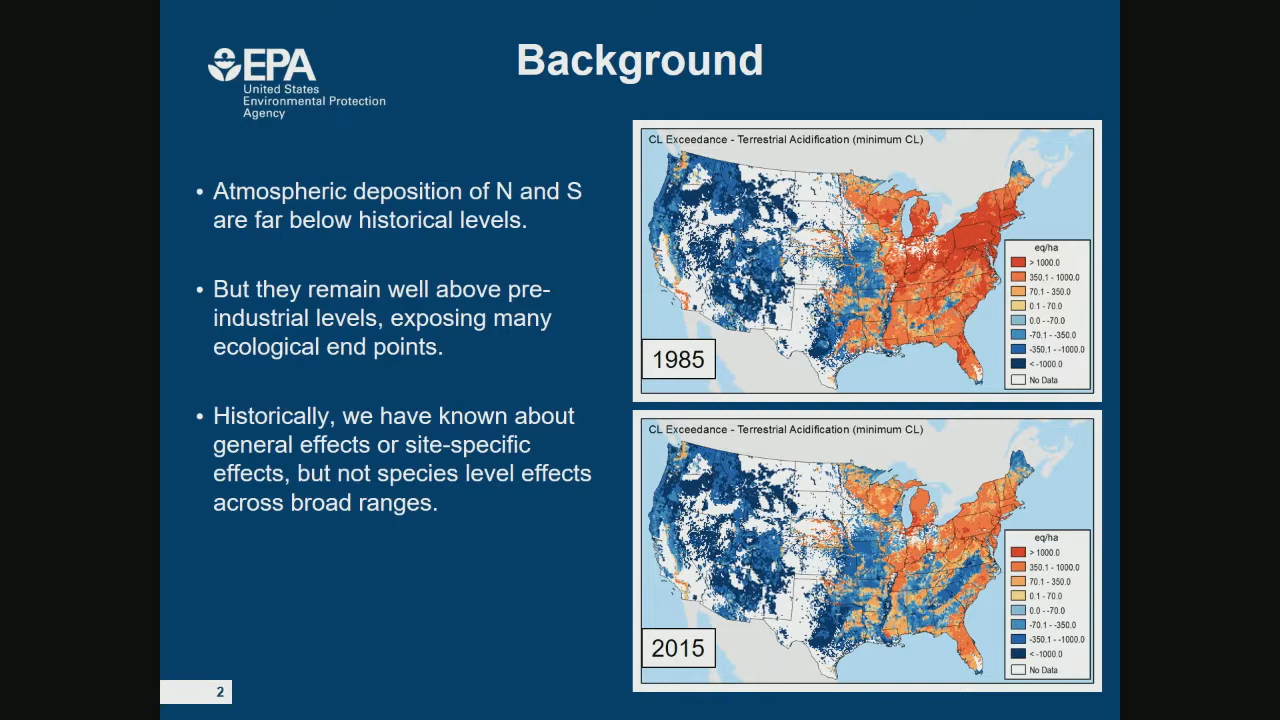 Background
EPA
United States
Environmental Protection
Agency
• Atmospheric deposition of N and S
are far below historical levels.
• But they remain well above pre-
industrial levels, exposing many
ecological end points.
• Historically, we have known about
general effects or site-specific
effects, but not species level effects
across broad ranges.
CL Exceedance - Terrestrial Acidification (minimum CL)
eq/ha
> 1000.0
350.1 - 1000.0
70.1 - 350.0
0.1 - 70.0
0.0 - -70.0
-70.1 - -350.0
-350.1 - -1000.0
< -1000.0
No Data
1985
CL Exceedance - Terrestrial Acidification (minimum CL)
eq/ha
> 1000.0
350.1 - 1000.0
70.1 - 350.0
0.1 - 70.0
0.0 - -70.0
-70.1 - -350.0
-350.1 - -1000.0
< -1000.0
No Data
2015
2